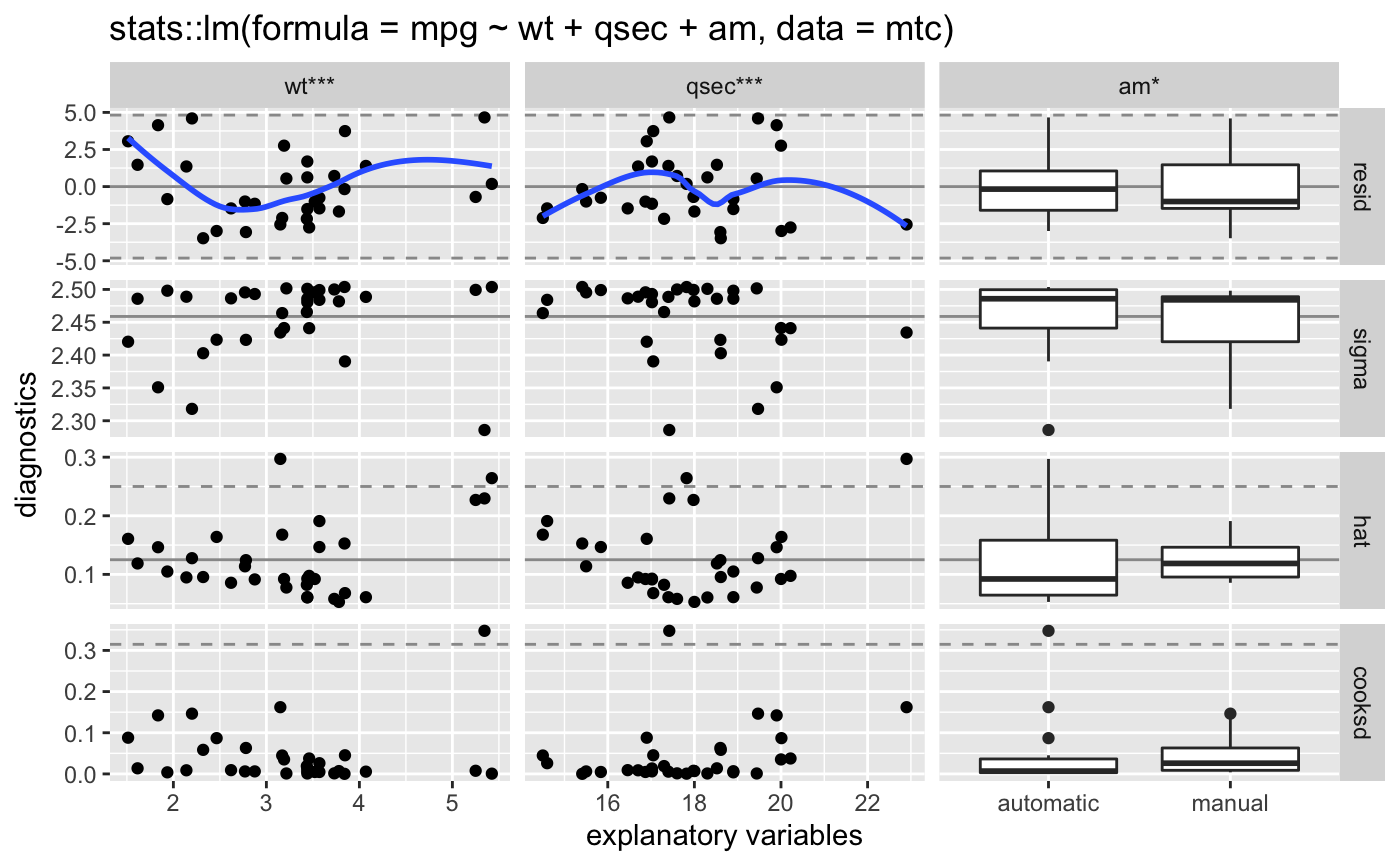 stats::lm(formula = mpg ~ wt + qsec + am, data = mtc)
wt***
qsec***
am*
5.0
2.5
0.0
-2.5
-5.0
resid
2.50
2.45
2.40
2.35
2.30
sigma
0.3
0.2
0.1
hat
0.3
0.2
0.1
0.0
cooksd
diagnostics
2
3
4
5
16
18
20
22
automatic
manual
explanatory variables